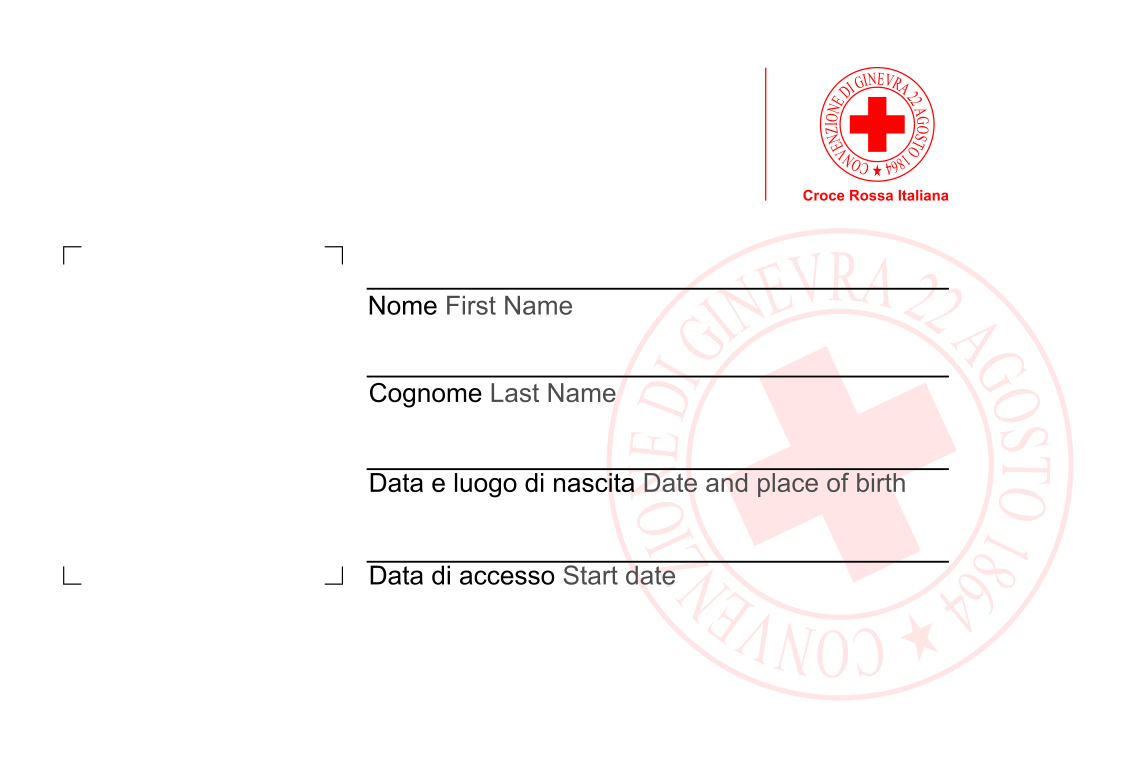 CONVENZIONE DI GINEVRA 22 AGOSTO 1864
Croce Rossa Italiana
Nome First Name
Cognome Last Name
Data e luogo di nascita Date and place of birth
Data di accesso Start date
CONVENZIONE DI GINEVRA 22 AGOSTO 1864